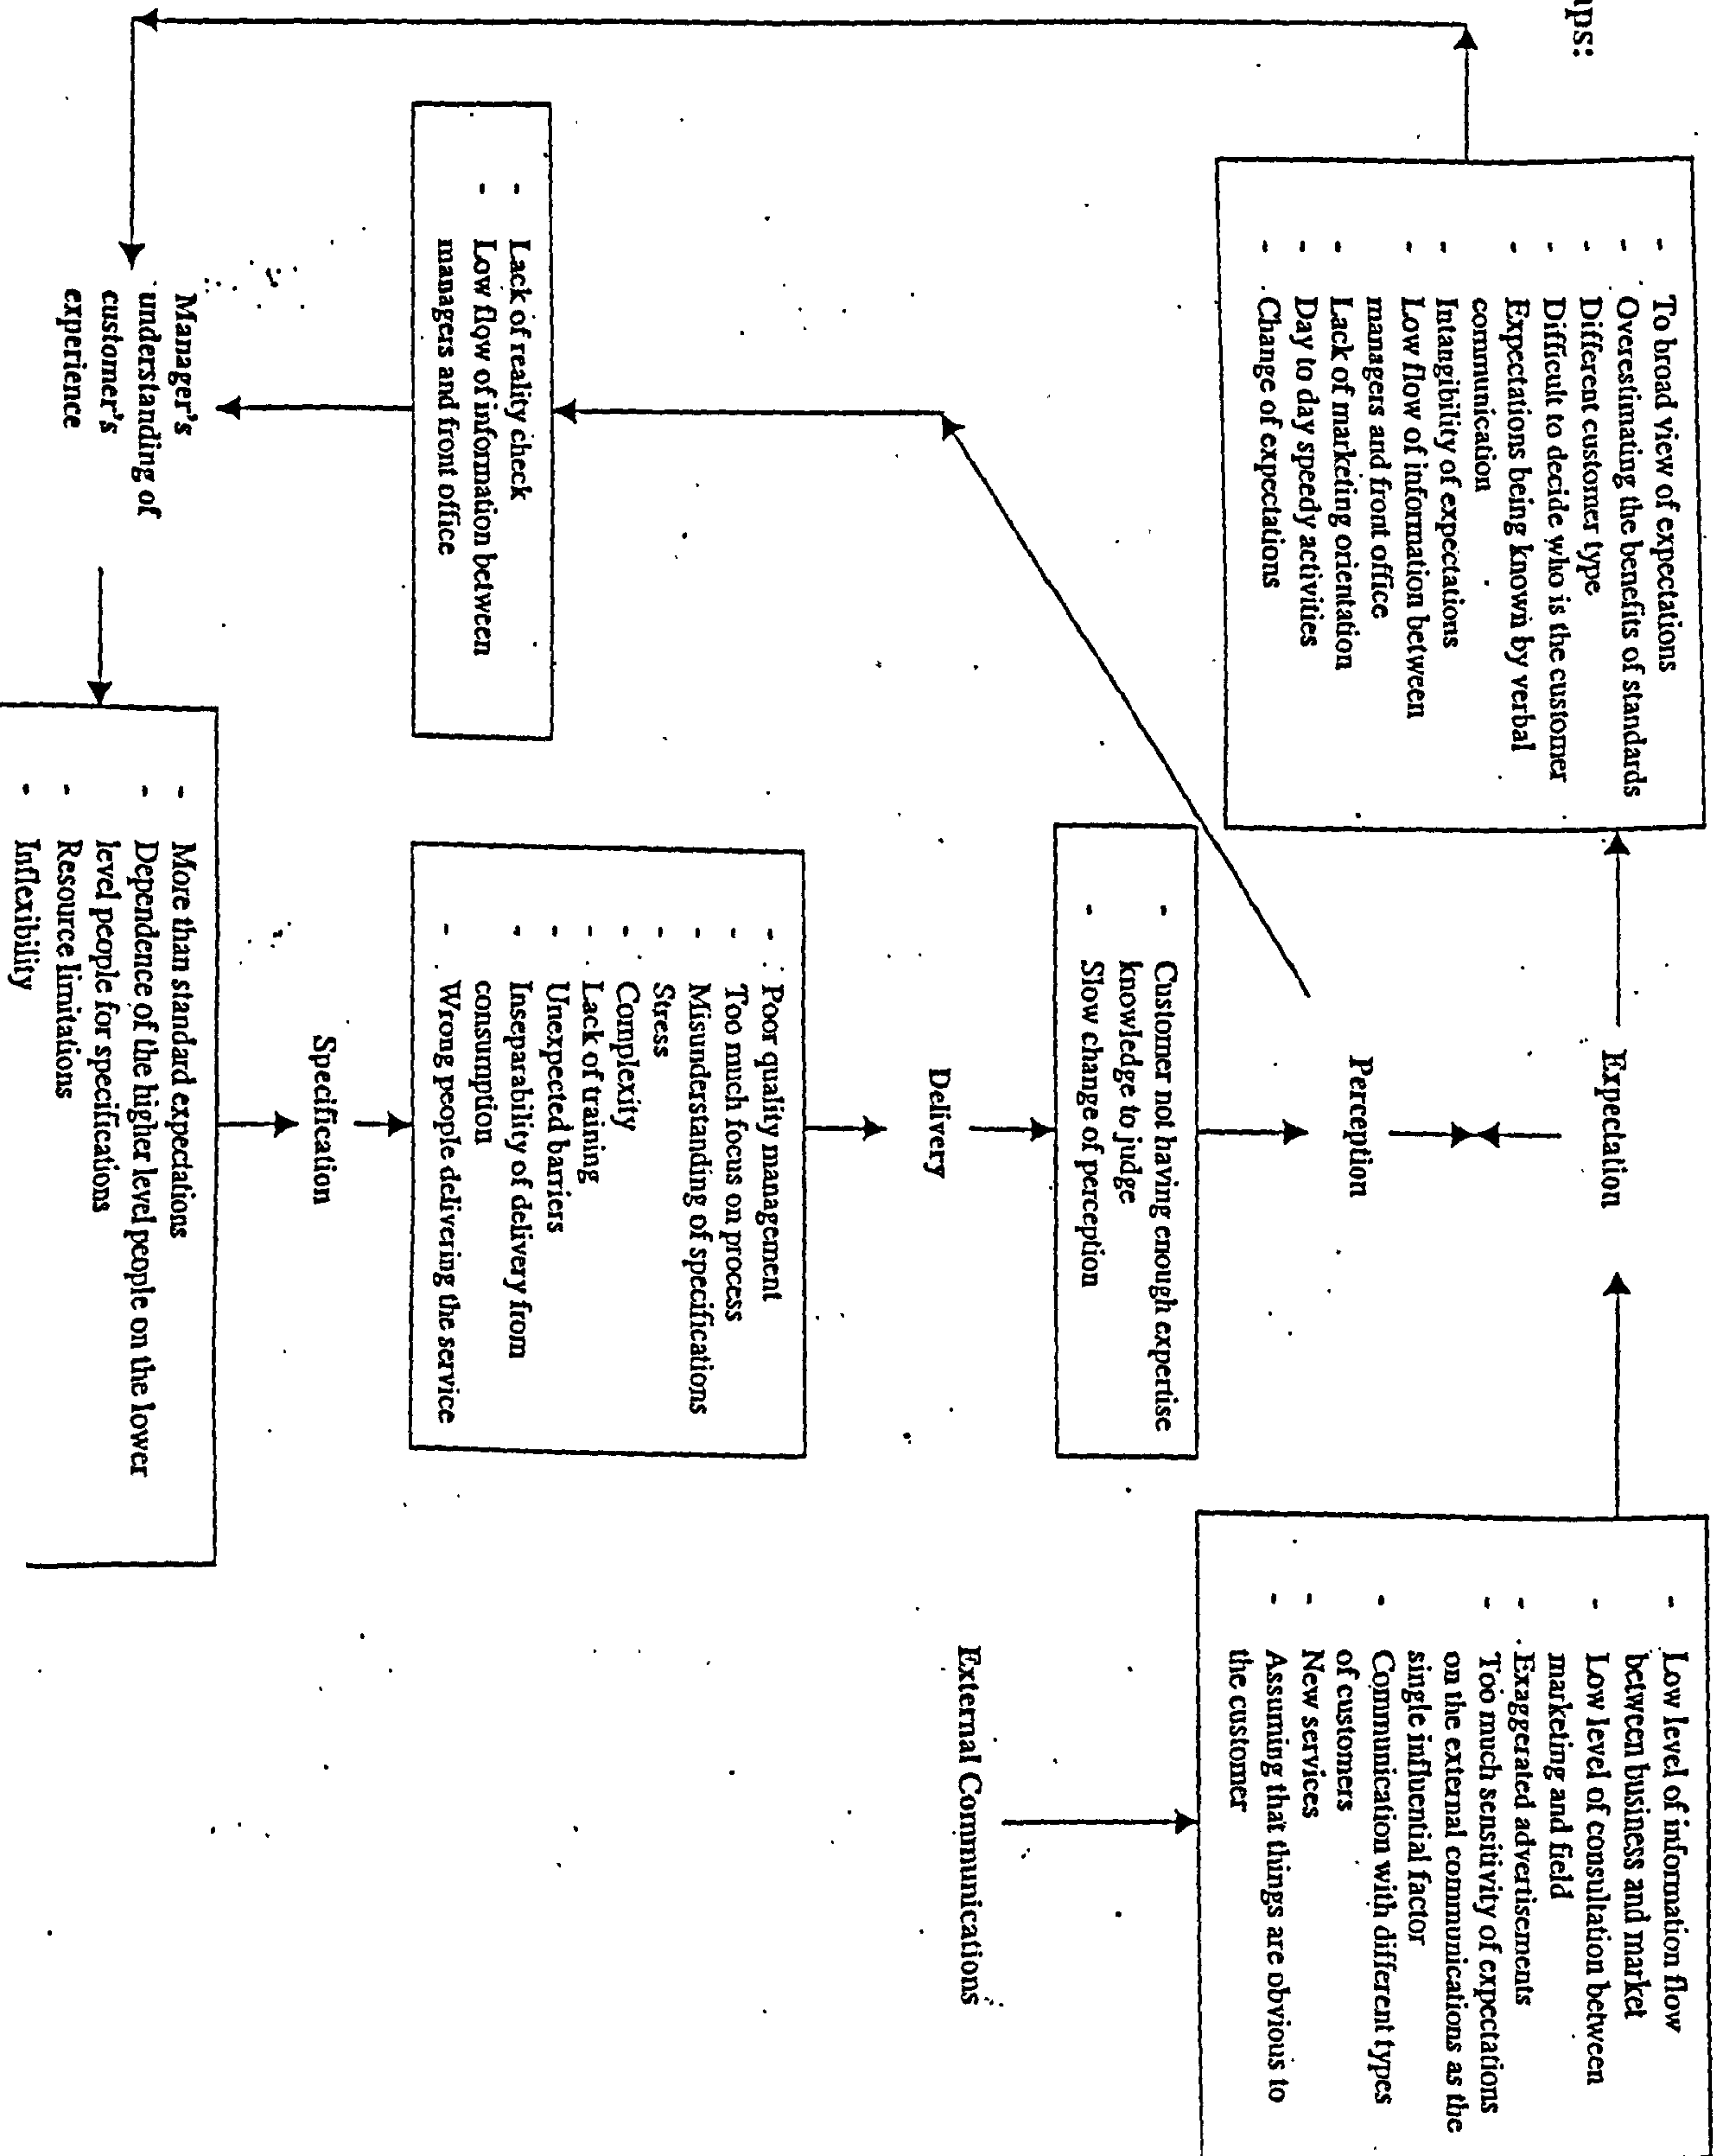 aps:
- To broad view of expectations
- Overestimating the benefits of standards
- Different customer type
- Difficult to decide who is the customer
- Expectations being known by verbal
communication
- Intangibility of expectations
- Low flow of information between
managers and front office
- Lack of marketing orientation
- Day to day speedy activities
- Change of expectations
Expectation
- Low level of information flow
between business and market
- Low level of consultation between
marketing and field
- Exaggerated advertisements
- Too much sensitivity of expectations
on the external communications as the
single influential factor
- Communication with different types
of customers
- New services
- Assuming that things are obvious to
the customer
Perception
- Customer not having enough expertise
knowledge to judge
- Slow change of perception
Delivery
External Communications
- Poor quality management
- Too much focus on process
- Misunderstanding of specifications
- Stress
- Complexity
- Lack of training
- Unexpected barriers
- Inseparability of delivery from
consumption
- Wrong people delivering the service
- Lack of reality check
- Low flow of information between
managers and front office
Specification
Manager's
understanding of
customer's
experience
- More than standard expectations
- Dependence of the higher level people on the lower
level people for specifications
- Resource limitations
- Inflexibility